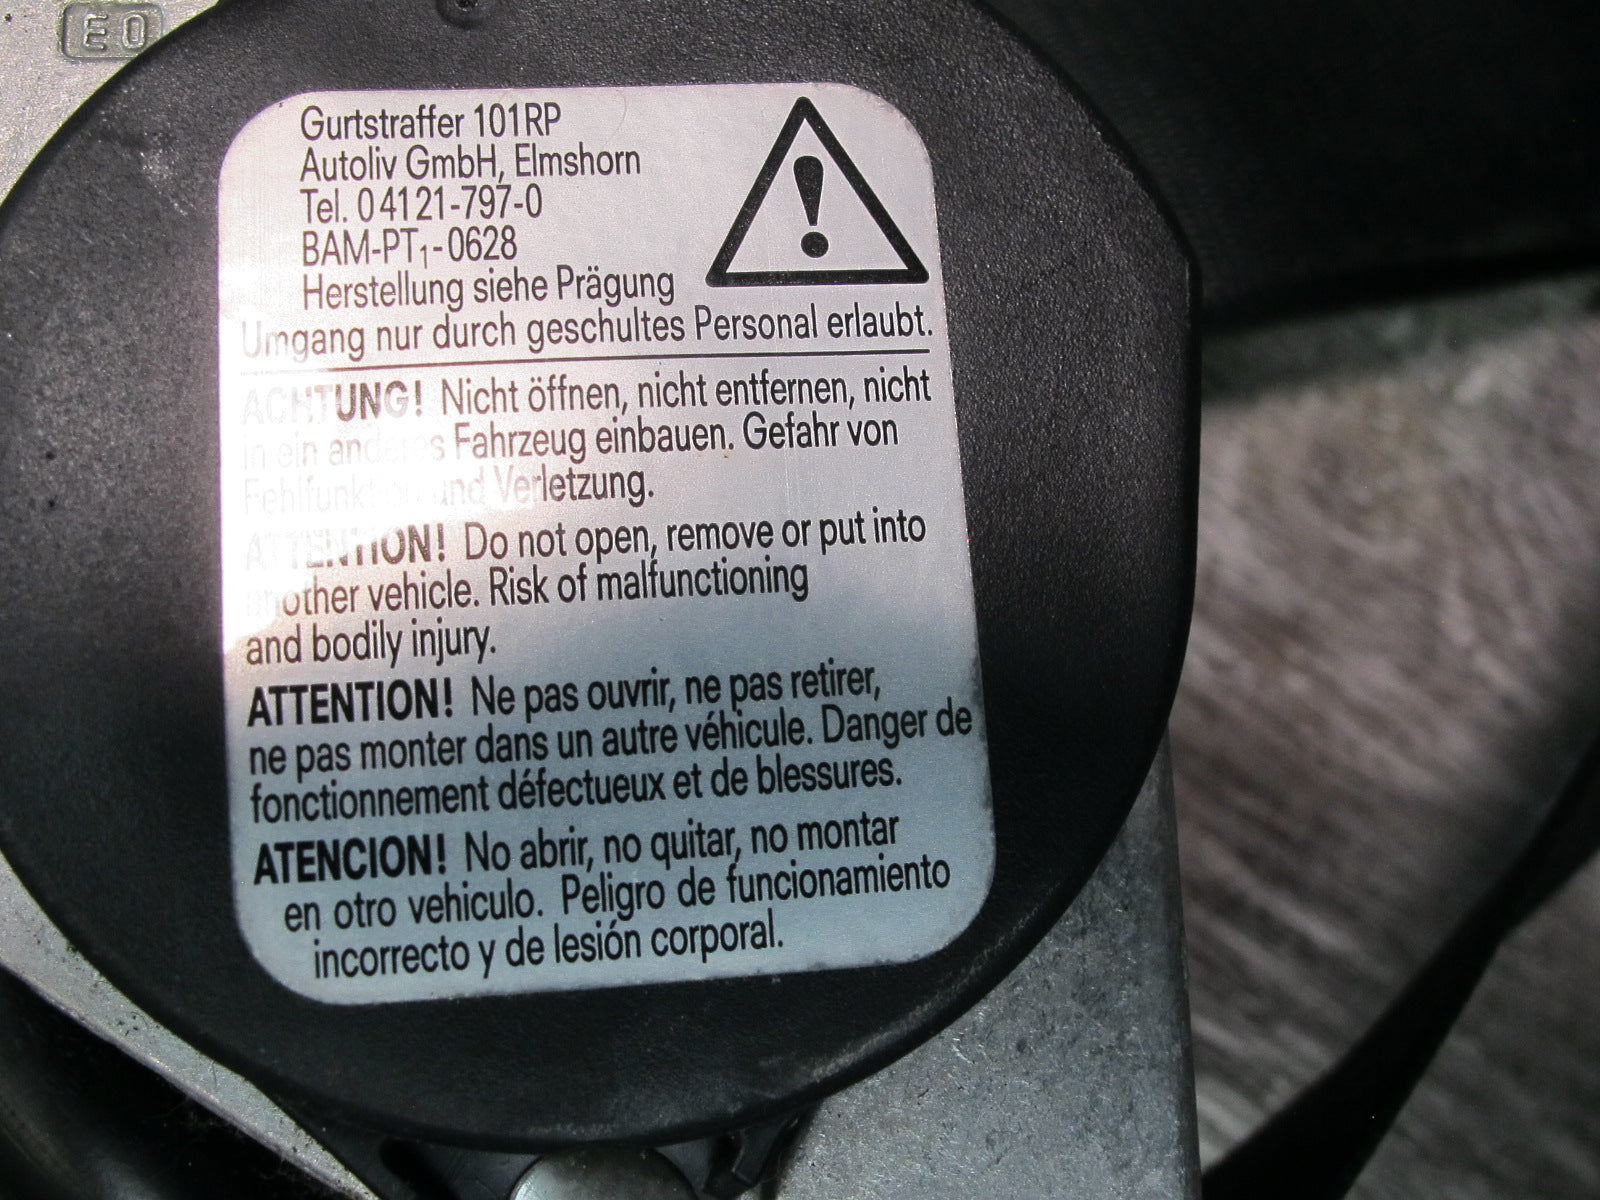 E0
Gurtstraffer 101RP
Autoliv GmbH, Elmshorn
Tel. 04121-797-0
BAM-PT₁-0628
Herstellung siehe Prägung
Umgang nur durch geschultes Personal erlaubt.
ACHTUNG! Nicht öffnen, nicht entfernen, nicht
in ein anderes Fahrzeug einbauen. Gefahr von
Fehlfunktion und Verletzung.
ATTENTION! Do not open, remove or put into
another vehicle. Risk of malfunctioning
and bodily injury.
ATTENTION! Ne pas ouvrir, ne pas retirer,
ne pas monter dans un autre véhicule. Danger de
fonctionnement défectueux et de blessures.
ATENCION! No abrir, no quitar, no montar
en otro vehiculo. Peligro de funcionamiento
incorrecto y de lesión corporal.